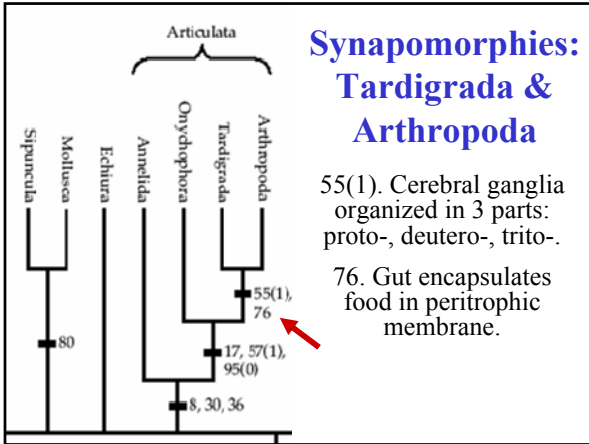 Articulata
Sipuncula
Mollusca
Echiura
Annelida
Onychophora
Tardigrada
Arthropoda
55(1),
76
80
17, 57(1),
95(0)
8, 30, 36
Synapomorphies:
Tardigrada &
Arthropoda
55(1). Cerebral ganglia
organized in 3 parts:
proto-, deutero-, trito-.
76. Gut encapsulates
food in peritrophic
membrane.